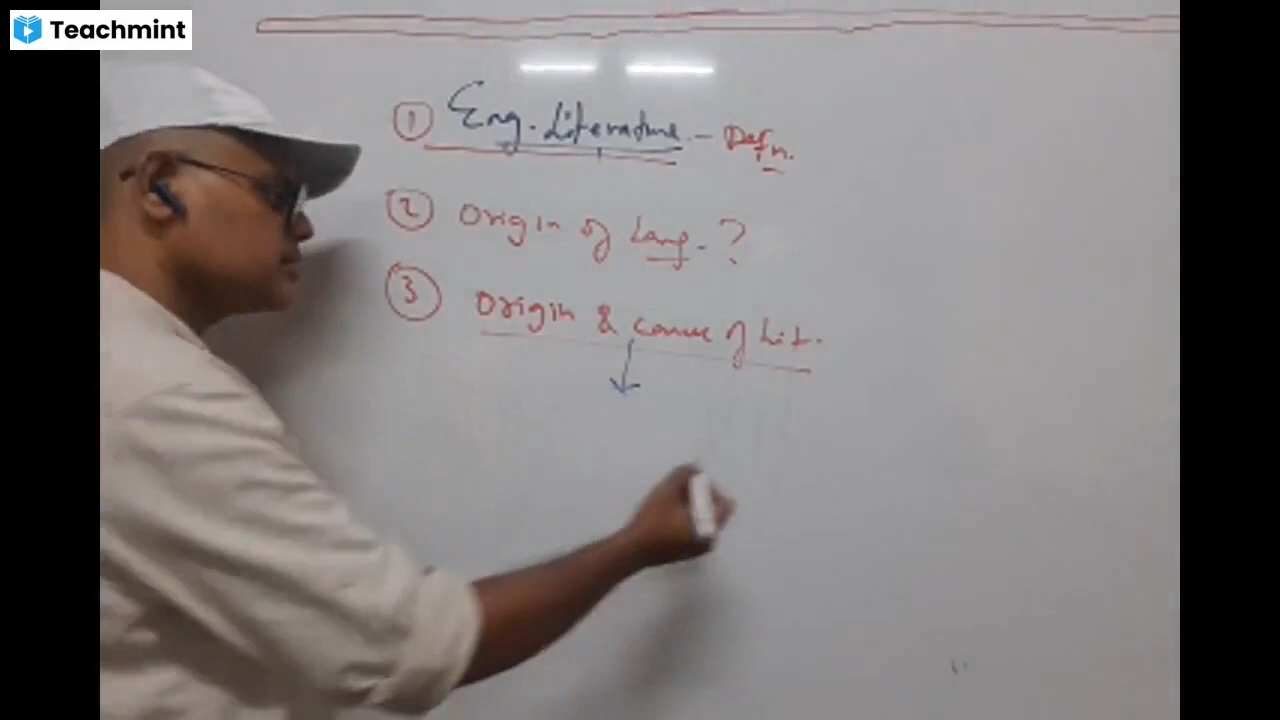 Teachmint
1 Eng. Literature - Defn.
2 Origin of Lang. ?
3 Origin & cause of Lit.